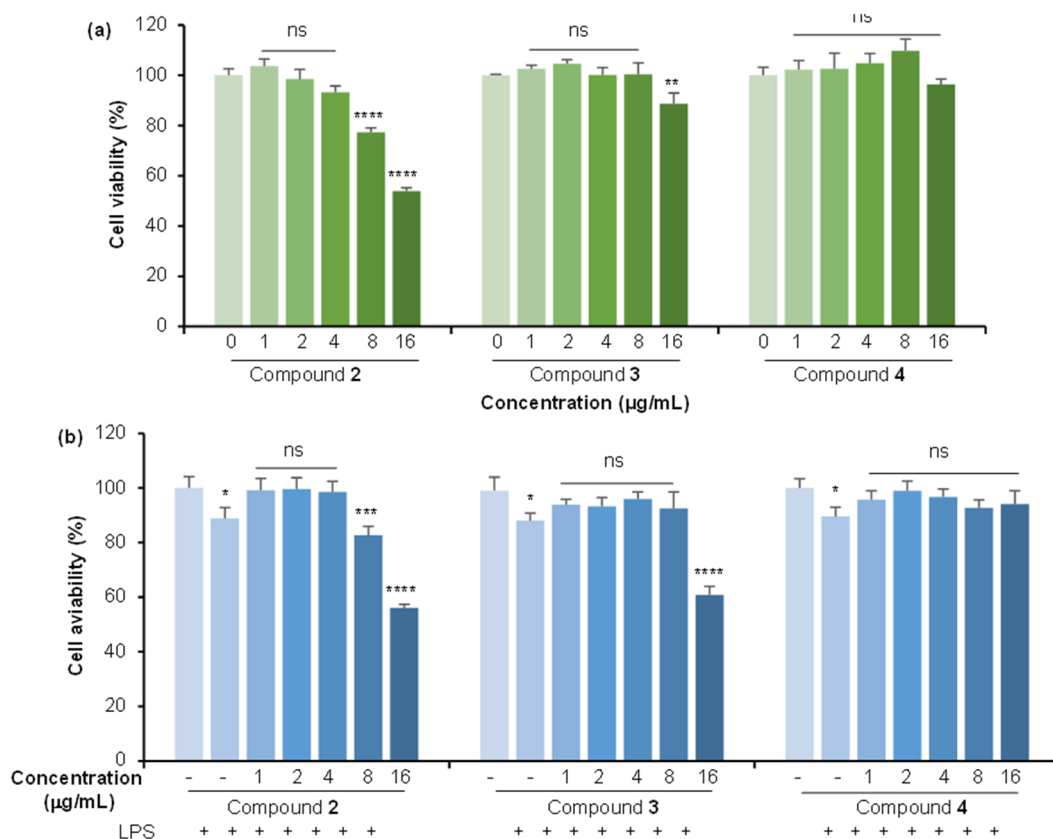 (a)
ns
ns
ns
****
****
**
Cell viability (%)
120
100
80
60
40
20
0
0 1 2 4 8 16 0 1 2 4 8 16 0 1 2 4 8 16
Compound 2 Compound 3 Compound 4
Concentration (µg/mL)
(b)
ns
ns
ns
*
***
****
*
****
*
Cell aviability (%)
120
100
80
60
40
20
0
Concentration
(µg/mL)
- - 1 2 4 8 16 - - 1 2 4 8 16 - - 1 2 4 8 16
Compound 2 Compound 3 Compound 4
LPS + + + + + + + + + + + + + + + + + + + + +